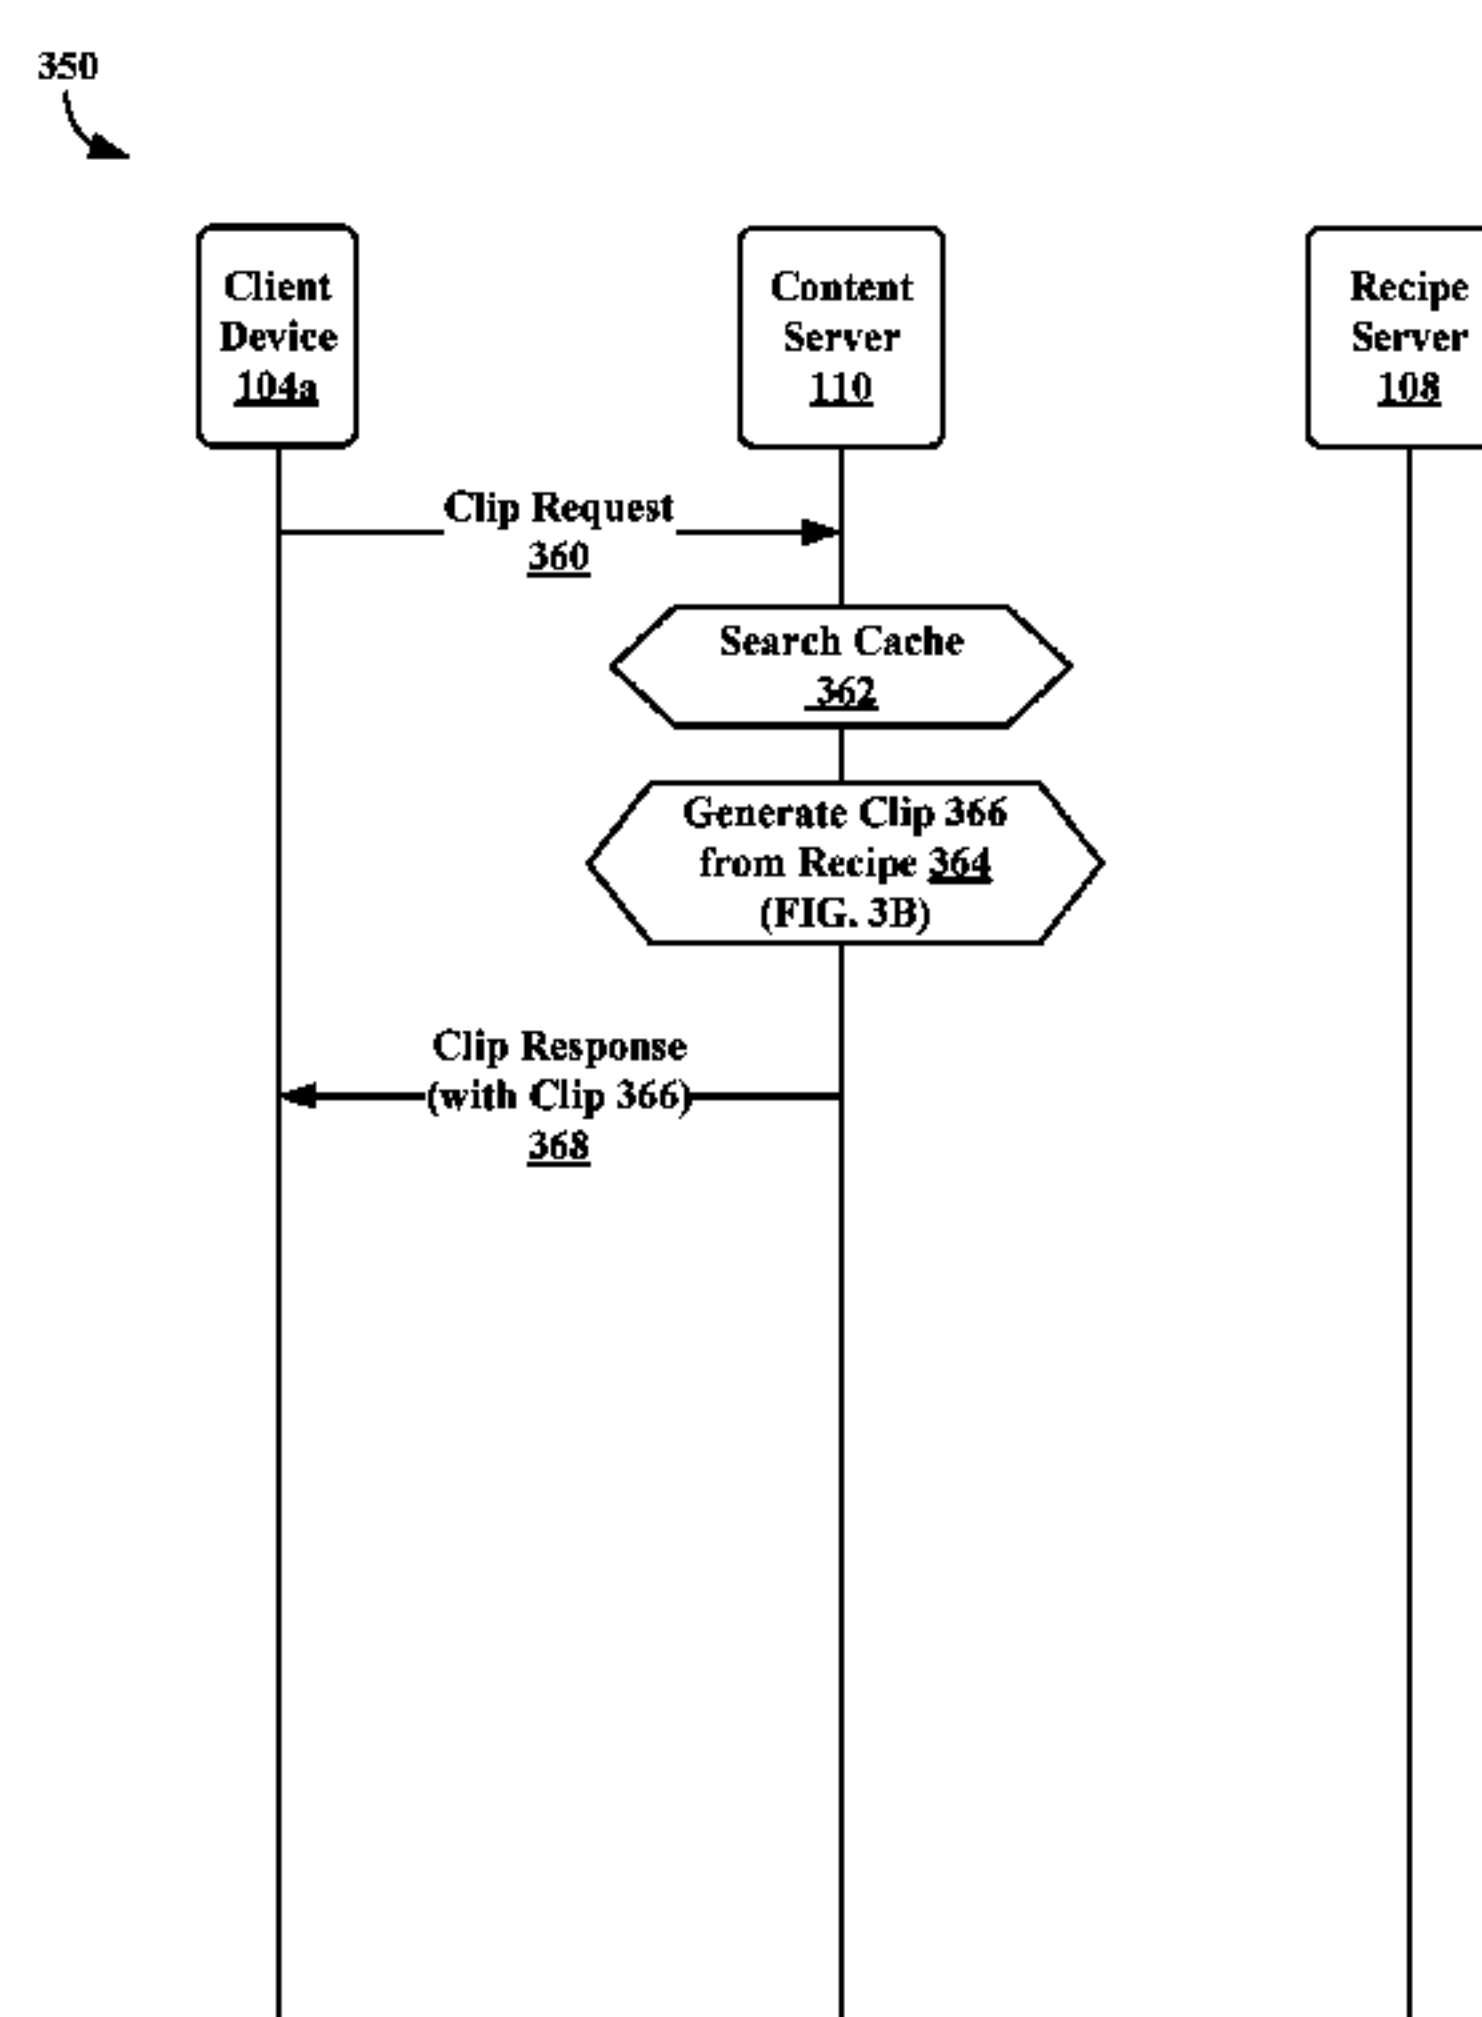 350
Client
Device
104a
Content
Server
110
Recipe
Server
108
Clip Request
360
Search Cache
362
Generate Clip 366
from Recipe 364
(FIG. 3B)
Clip Response
(with Clip 366)
368